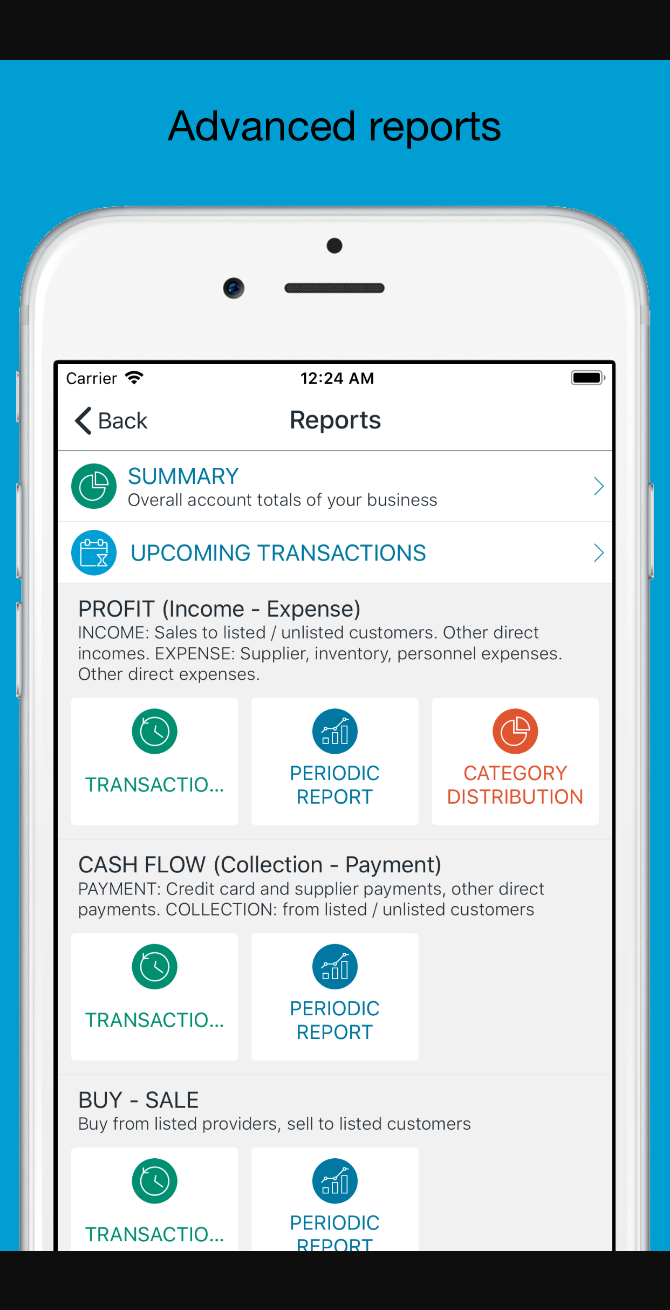 Advanced reports
Carrier
12:24 AM
Back
Reports
SUMMARY
Overall account totals of your business
UPCOMING TRANSACTIONS
PROFIT (Income - Expense)
INCOME: Sales to listed / unlisted customers. Other direct
incomes. EXPENSE: Supplier, inventory, personnel expenses.
Other direct expenses.
TRANSACTIO...
PERIODIC
REPORT
CATEGORY
DISTRIBUTION
CASH FLOW (Collection - Payment)
PAYMENT: Credit card and supplier payments, other direct
payments. COLLECTION: from listed / unlisted customers
TRANSACTIO...
PERIODIC
REPORT
BUY - SALE
Buy from listed providers, sell to listed customers
TRANSACTIO...
PERIODIC
REPORT